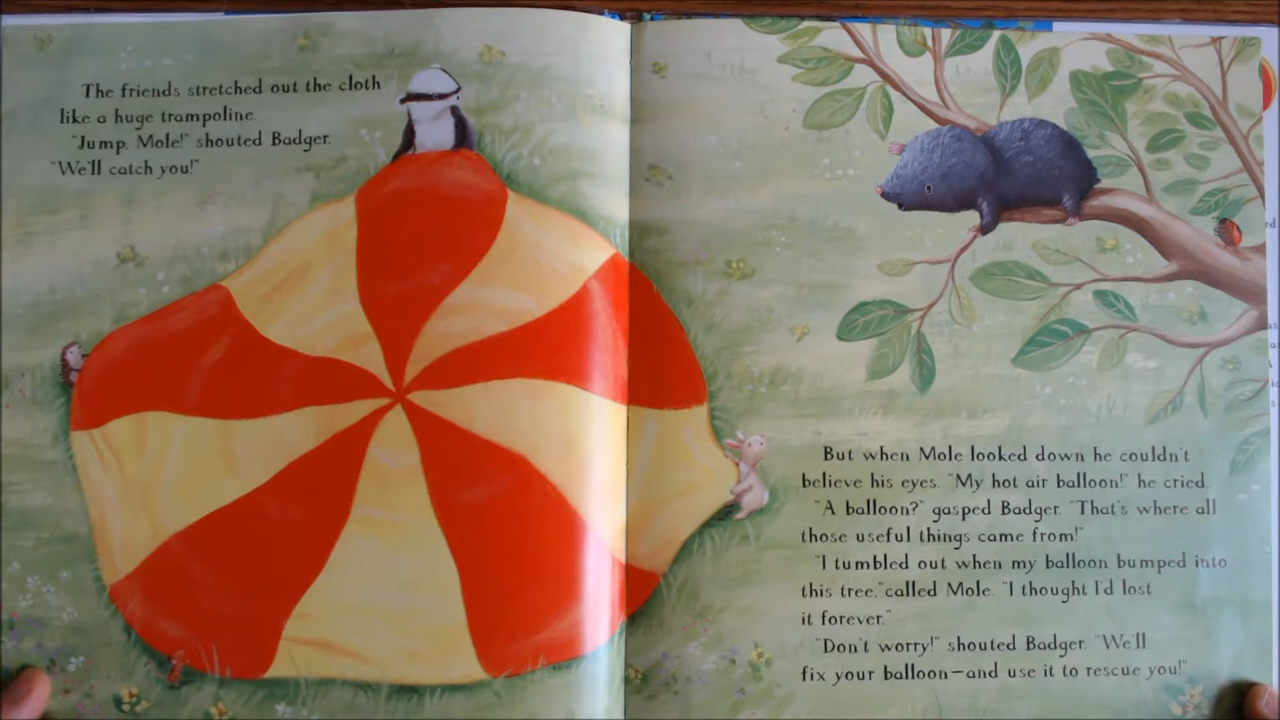 The friends stretched out the cloth
like a huge trampoline.
"Jump, Mole!" shouted Badger.
"We'll catch you!"
But when Mole looked down he couldn't
believe his eyes. "My hot air balloon!" he cried.
"A balloon?" gasped Badger. "That's where all
those useful things came from!"
"I tumbled out when my balloon bumped into
this tree," called Mole. "I thought I'd lost
it forever."
"Don't worry!" shouted Badger. "We'll
fix your balloon—and use it to rescue you!"